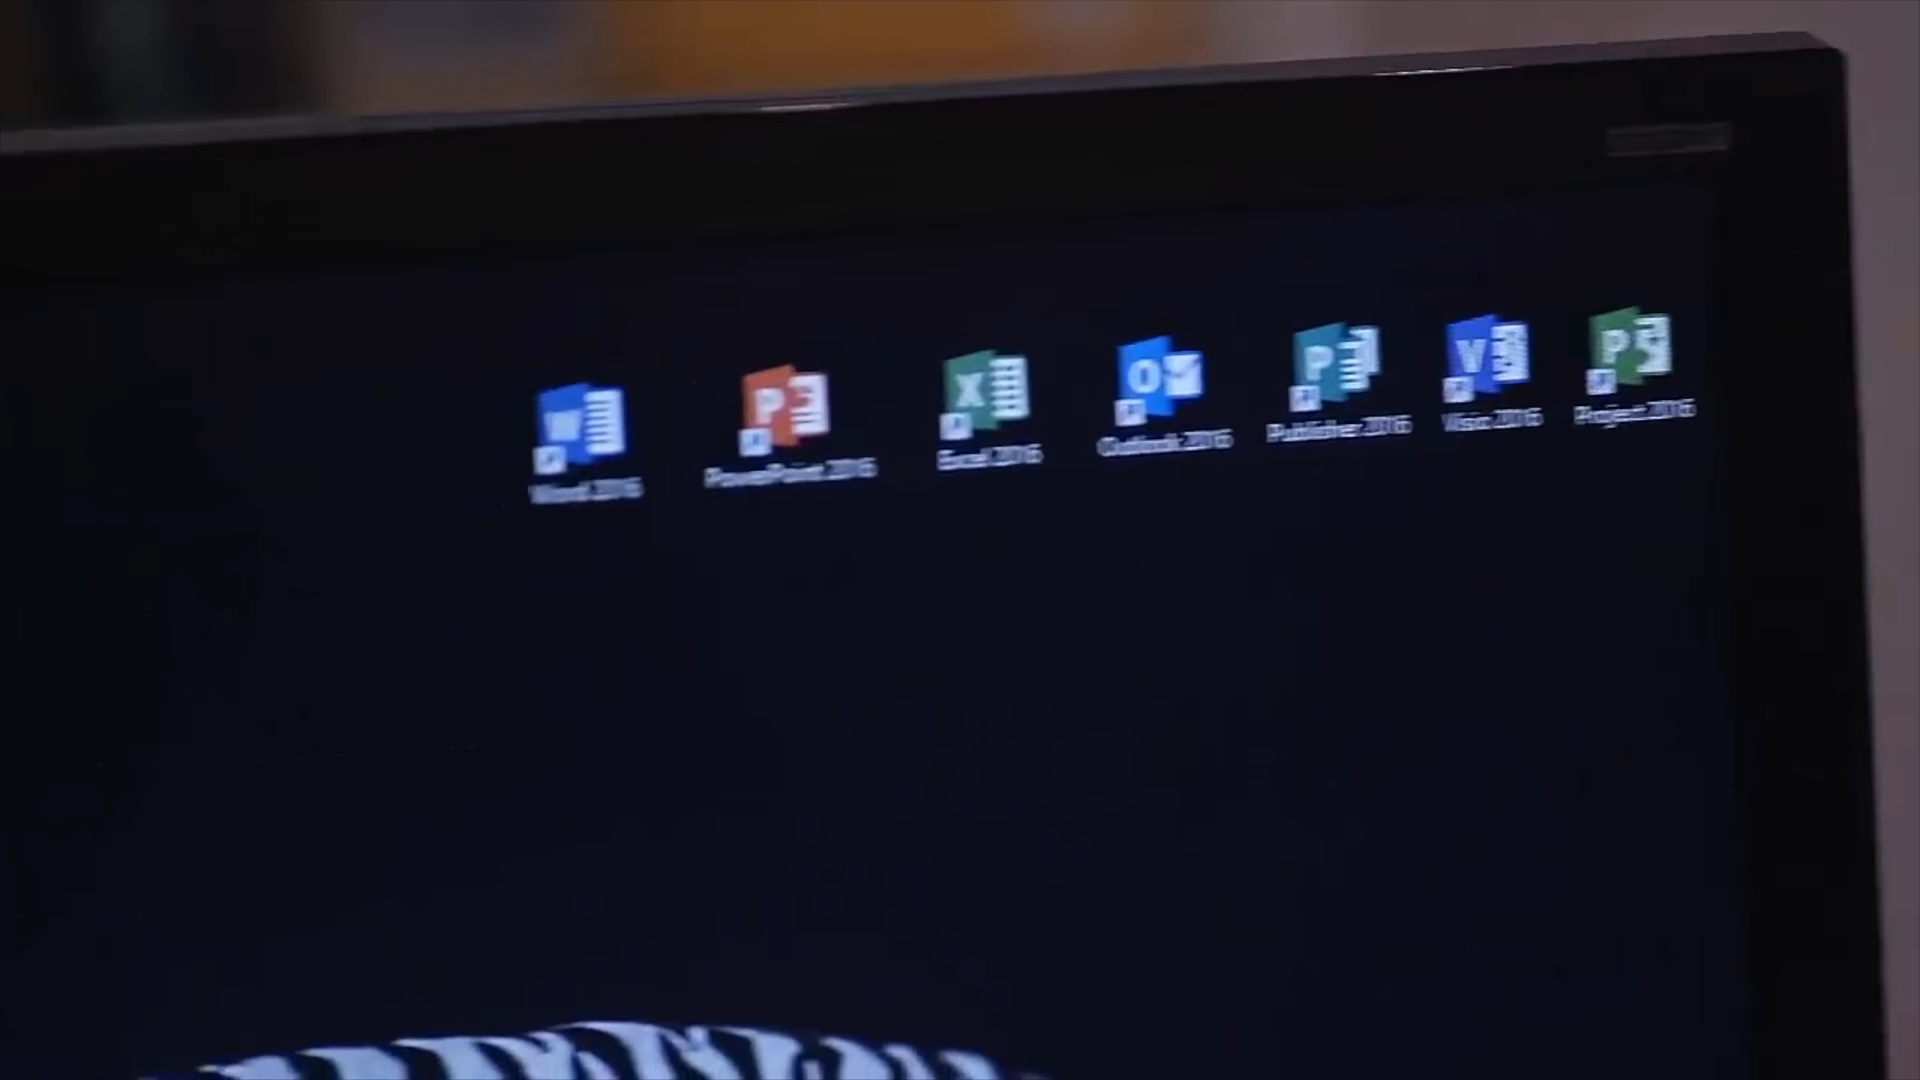 Word 2016
PowerPoint 2016
Excel 2016
Outlook 2016
Publisher 2016
Visio 2016
Project 2016